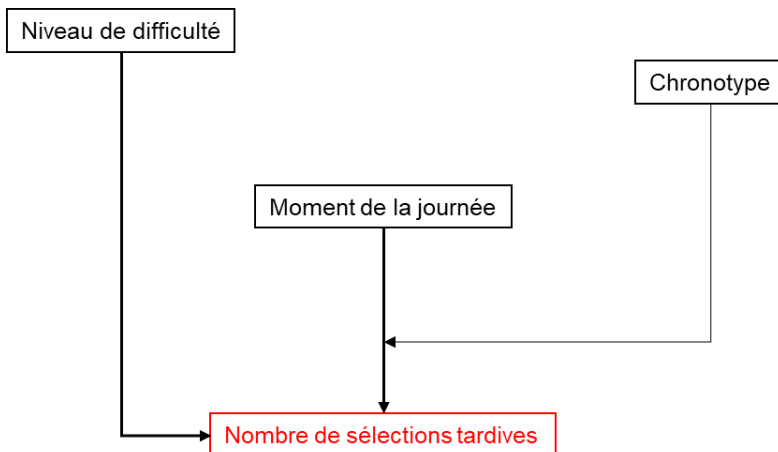 Niveau de difficulté
Chronotype
Moment de la journée
Nombre de sélections tardives